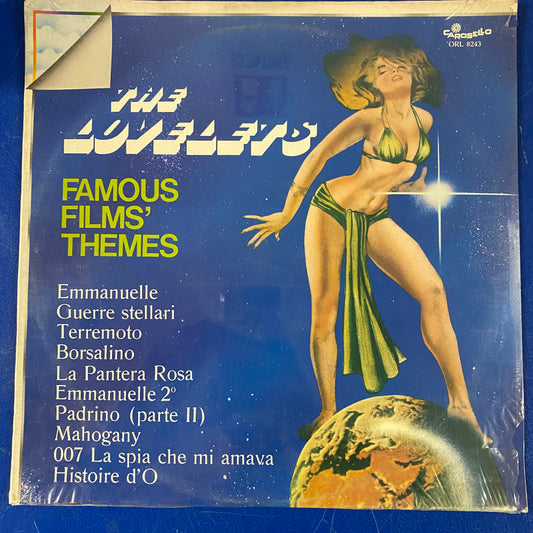 CAROSELLO
ORL 8243
THE
LOVELETS
FAMOUS
FILMS'
THEMES
Emmanuelle
Guerre stellari
Terremoto
Borsalino
La Pantera Rosa
Emmanuelle 2º
Padrino (parte II)
Mahogany
007 La spia che mi amava
Histoire d'O